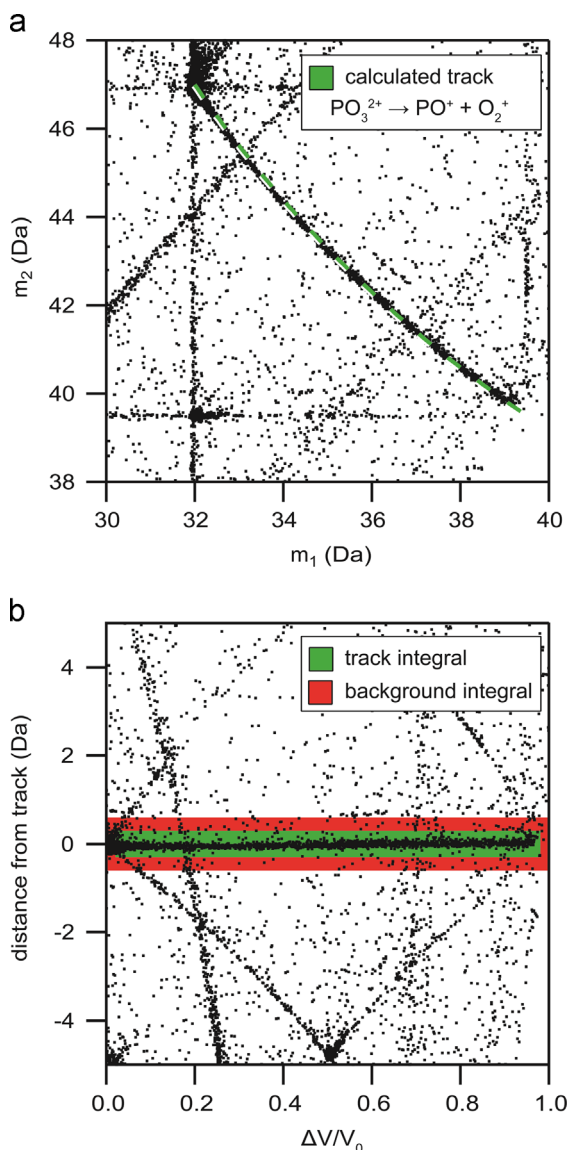 a
48
46
44
42
40
38
m₂ (Da)
calculated track
PO₃²⁺ → PO⁺ + O₂⁺
30 32 34 36 38 40
m₁ (Da)
b
4
2
0
-2
-4
distance from track (Da)
track integral
background integral
0.0 0.2 0.4 0.6 0.8 1.0
ΔV/V₀